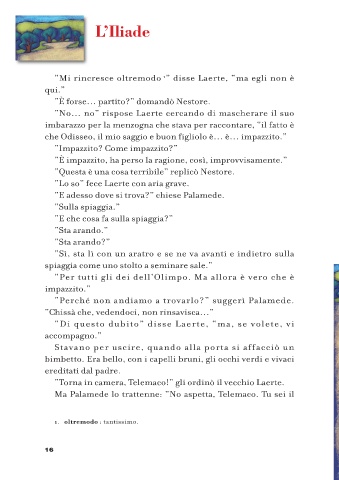 L'Iliade
"Mi rincresce oltremodo ¹" disse Laerte, "ma egli non è
qui."
"È forse... partito?" domandò Nestore.
"No... no" rispose Laerte cercando di mascherare il suo
imbarazzo per la menzogna che stava per raccontare, "il fatto è
che Odisseo, il mio saggio e buon figliolo è... è... impazzito."
"Impazzito? Come impazzito?"
"È impazzito, ha perso la ragione, così, improvvisamente."
"Questa è una cosa terribile" replicò Nestore.
"Lo so" fece Laerte con aria grave.
"E adesso dove si trova?" chiese Palamede.
"Sulla spiaggia."
"E che cosa fa sulla spiaggia?"
"Sta arando."
"Sta arando?"
"Sì, sta lì con un aratro e se ne va avanti e indietro sulla
spiaggia come uno stolto a seminare sale."
"Per tutti gli dei dell'Olimpo. Ma allora è vero che è
impazzito."
"Perché non andiamo a trovarlo?" suggerì Palamede.
"Chissà che, vedendoci, non rinsavisca..."
"Di questo dubito" disse Laerte, "ma, se volete, vi
accompagno."
Stavano per uscire, quando alla porta si affacciò un
bimbetto. Era bello, con i capelli bruni, gli occhi verdi e vivaci
ereditati dal padre.
"Torna in camera, Telemaco!" gli ordinò il vecchio Laerte.
Ma Palamede lo trattenne: "No aspetta, Telemaco. Tu sei il
1. oltremodo : tantissimo.
16